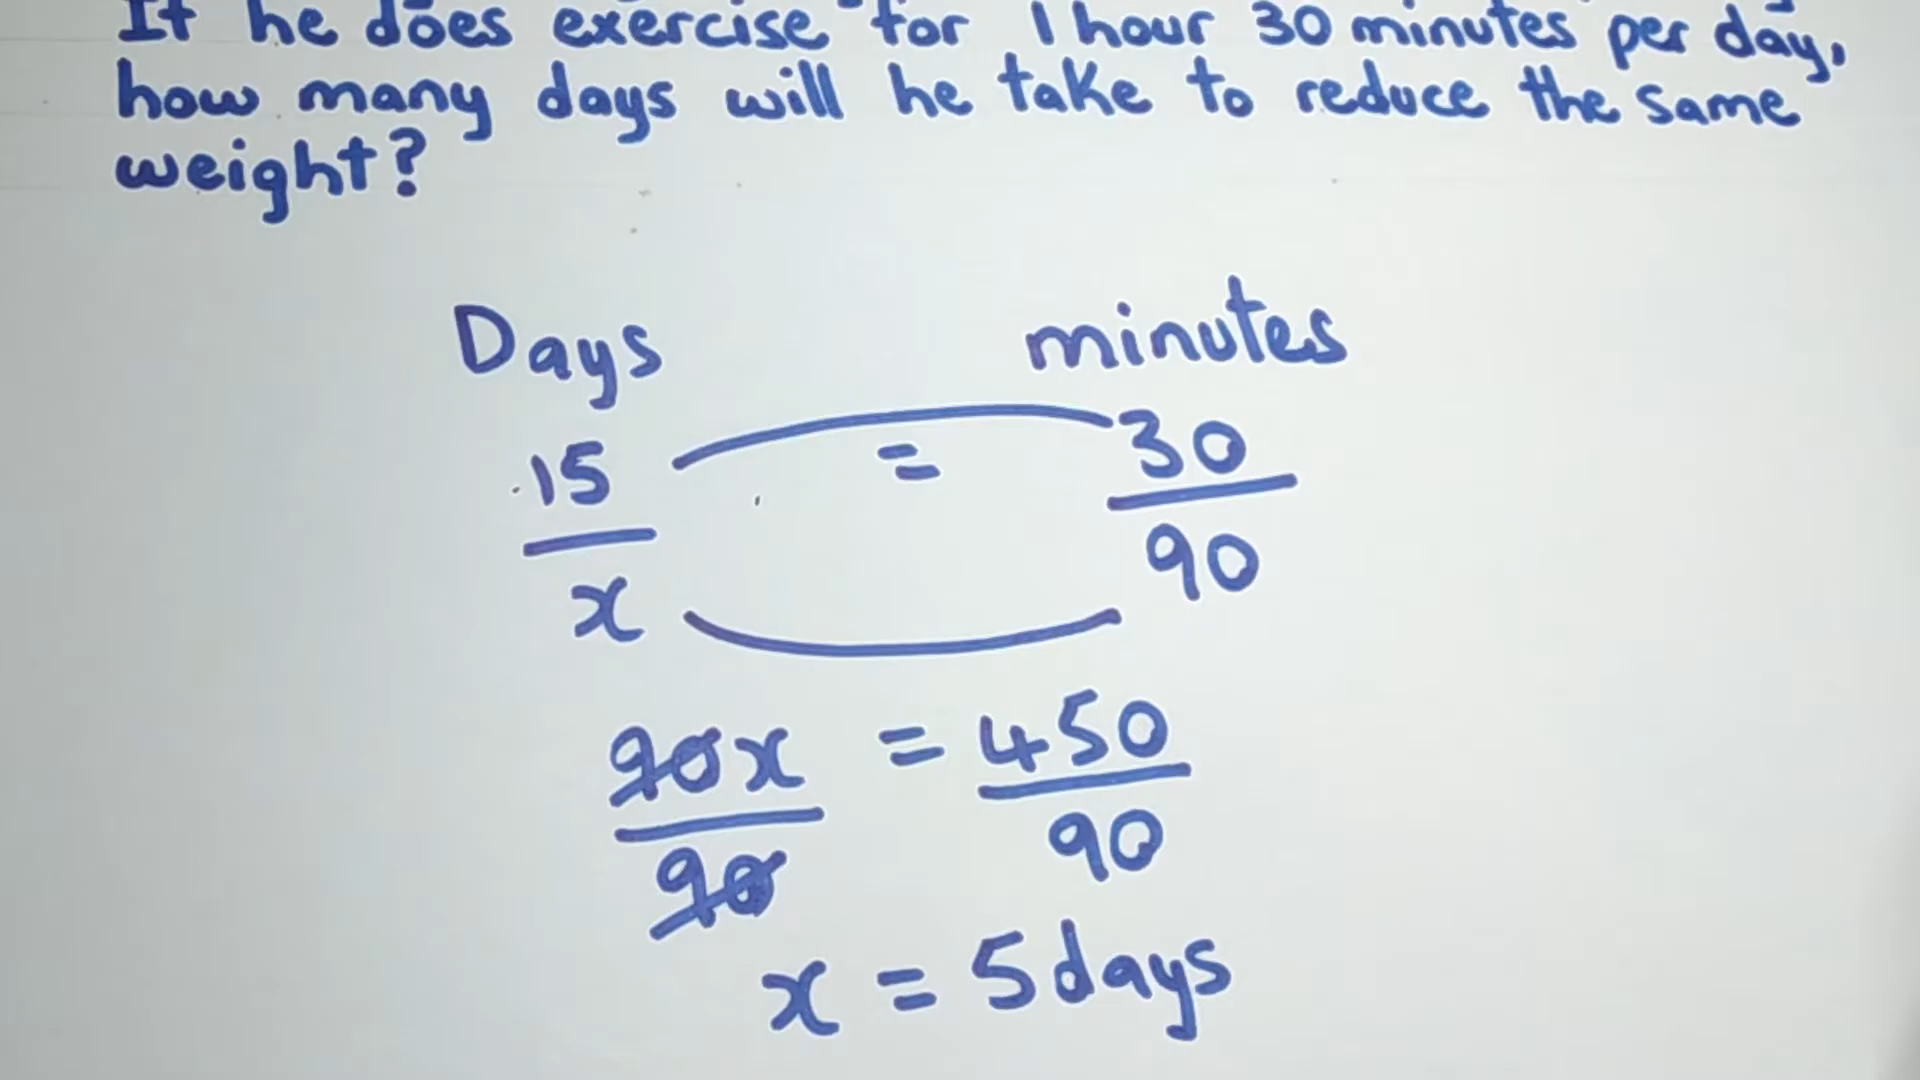 If he does exercise for 1 hour 30 minutes per day,
how many days will he take to reduce the same
weight?
Days minutes
15 = 30
x 90
90x = 450
90 90
x = 5 days